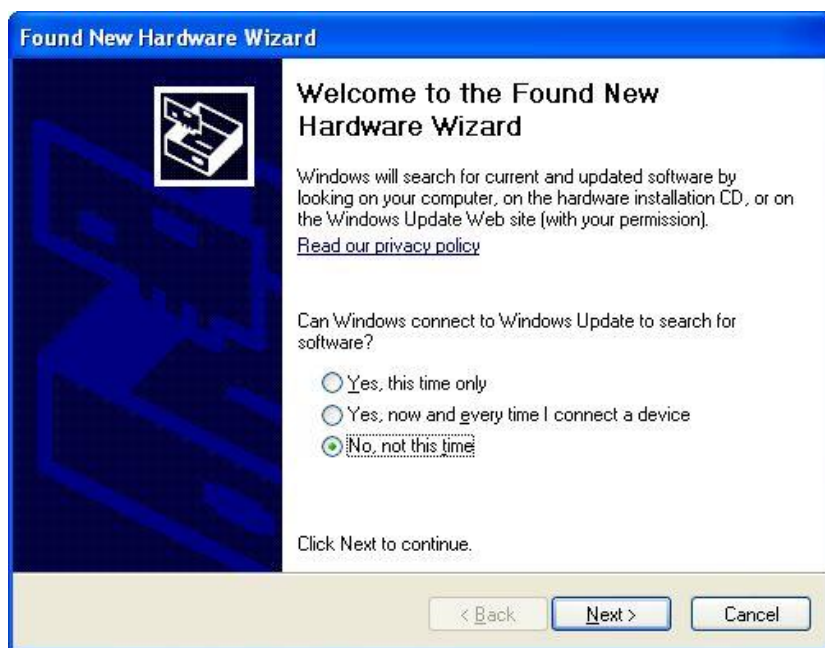 Found New Hardware Wizard
Welcome to the Found New
Hardware Wizard
Windows will search for current and updated software by
looking on your computer, on the hardware installation CD, or on
the Windows Update Web site (with your permission).
Read our privacy policy
Can Windows connect to Windows Update to search for
software?
Yes, this time only
Yes, now and every time I connect a device
No, not this time
Click Next to continue.
< Back Next > Cancel